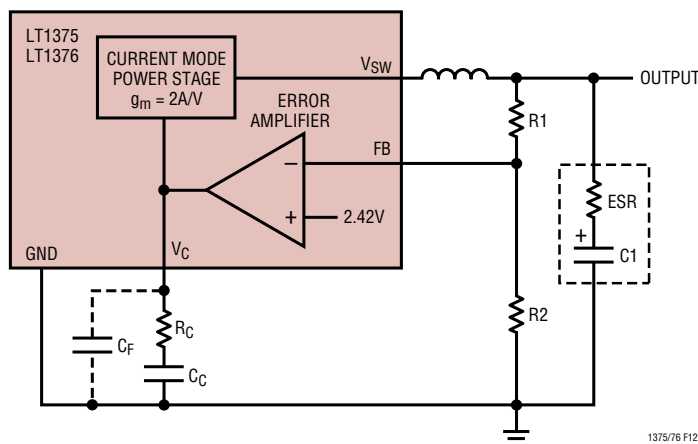 LT1375
LT1376
CURRENT MODE
POWER STAGE
gm = 2A/V
VSW
OUTPUT
ERROR
AMPLIFIER
R1
FB
–
+
2.42V
ESR
+
C1
GND
VC
R2
RC
CF
CC
1375/76 F12